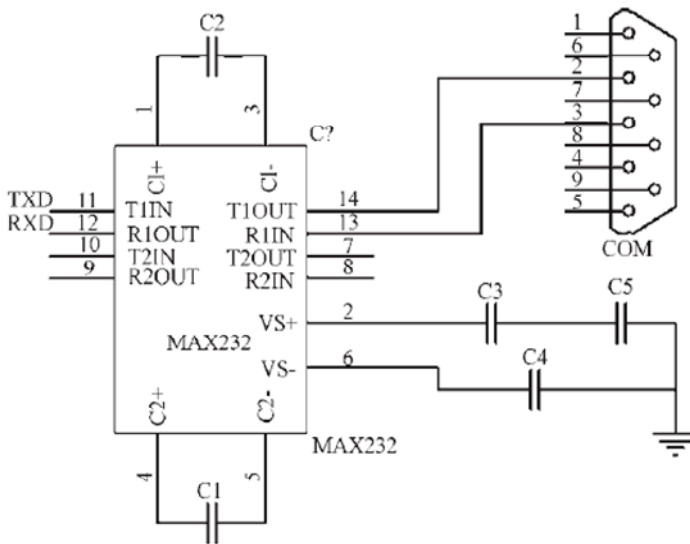 C2
1
3
C?
C1+
C1-
TXD 11 T1IN
RXD 12 R1OUT
10 T2IN
9 R2OUT
T1OUT 14
R1IN 13
T2OUT 7
R2IN 8
VS+ 2
VS- 6
MAX232
C2+
C2-
MAX232
4
5
C1
C3
C5
C4
1
6
2
7
3
8
4
9
5
COM